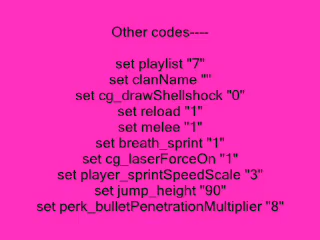 Other codes----
set playlist "7"
set clanName ""
set cg_drawShellshock "0"
set reload "1"
set melee "1"
set breath_sprint "1"
set cg_laserForceOn "1"
set player_sprintSpeedScale "3"
set jump_height "90"
set perk_bulletPenetrationMultiplier "8"